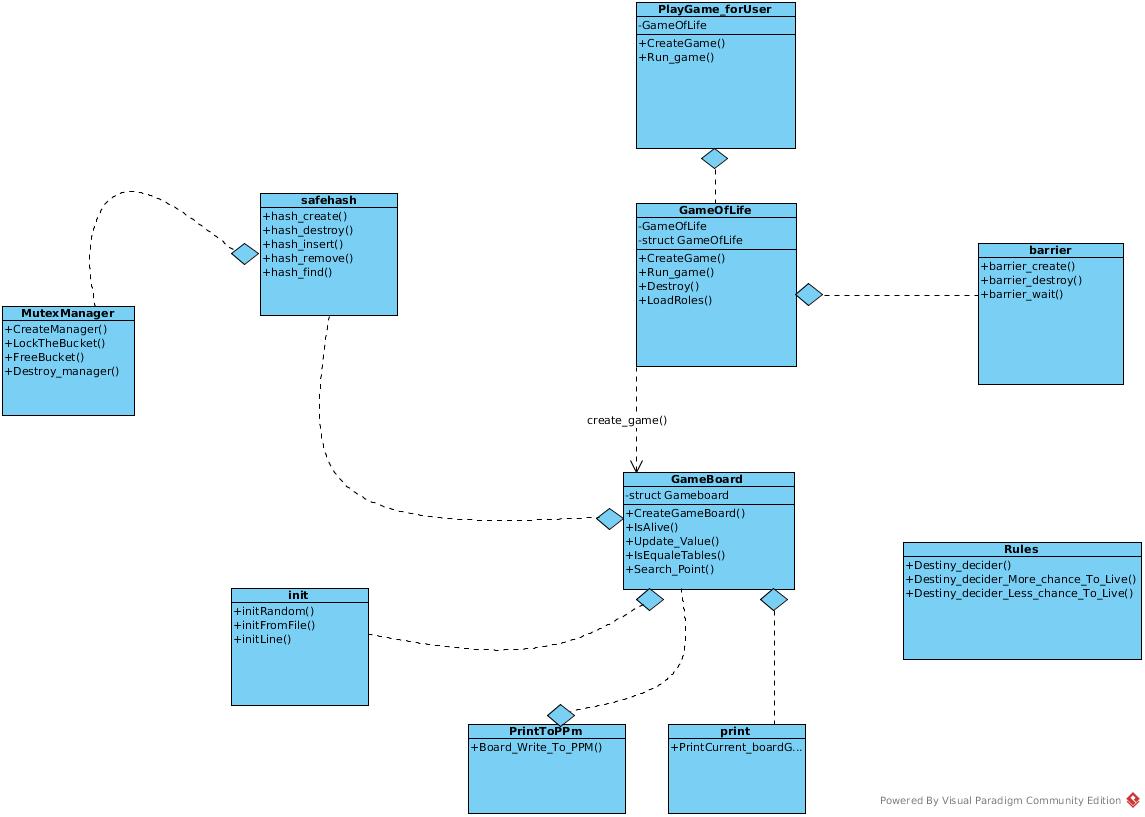 PlayGame_forUser
-GameOfLife
+CreateGame()
+Run_game()
safehash
+hash_create()
+hash_destroy()
+hash_insert()
+hash_remove()
+hash_find()
GameOfLife
-GameOfLife
-struct GameOfLife
+CreateGame()
+Run_game()
+Destroy()
+LoadRoles()
barrier
+barrier_create()
+barrier_destroy()
+barrier_wait()
MutexManager
+CreateManager()
+LockTheBucket()
+FreeBucket()
+Destroy_manager()
create_game()
GameBoard
-struct Gameboard
+CreateGameBoard()
+IsAlive()
+Update_Value()
+IsEqualeTables()
+Search_Point()
Rules
+Destiny_decider()
+Destiny_decider_More_chance_To_Live()
+Destiny_decider_Less_chance_To_Live()
init
+initRandom()
+initFromFile()
+initLine()
PrintToPPm
+Board_Write_To_PPM()
print
+PrintCurrent_boardG...
Powered By Visual Paradigm Community Edition